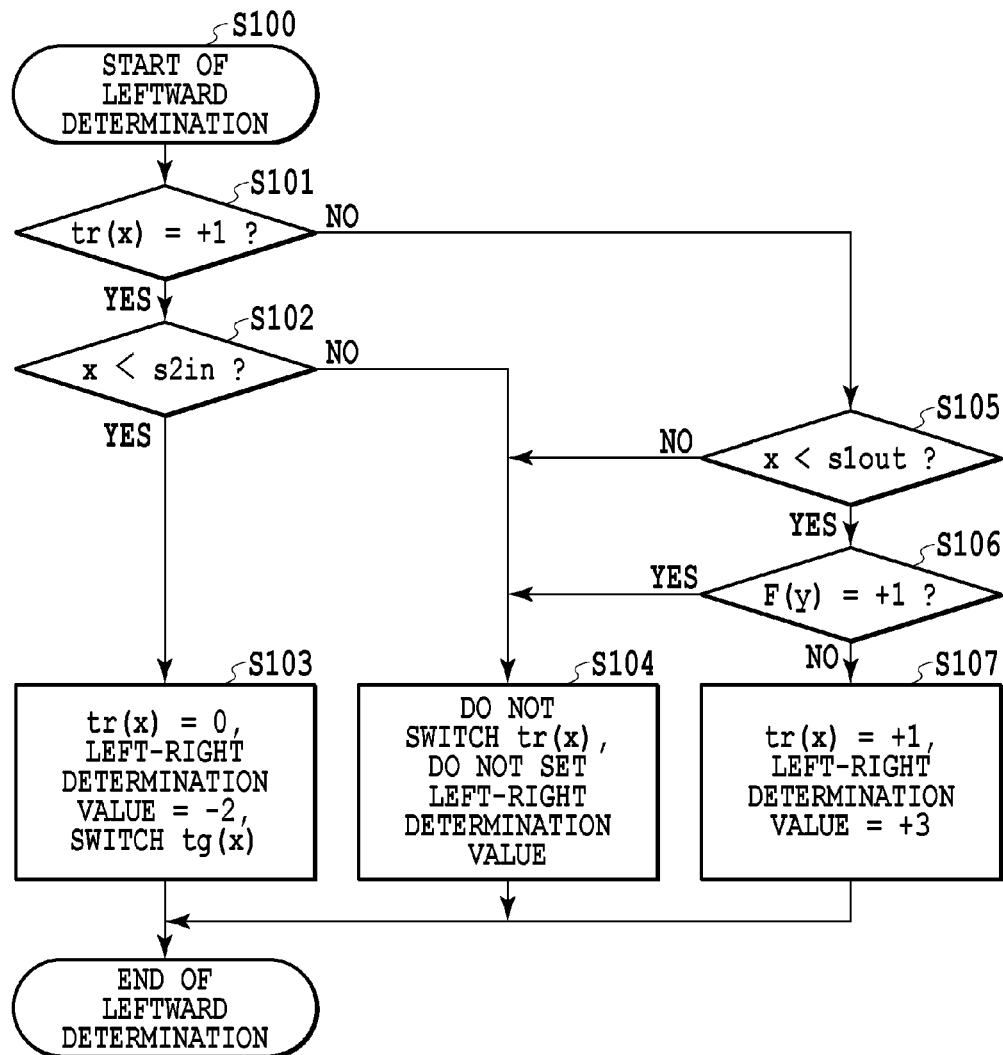 S100
START OF
LEFTWARD
DETERMINATION
S101
tr(x) = +1 ?
NO
YES
S102
x < s2in ?
NO
YES
S105
x < s1out ?
NO
YES
S106
F(y) = +1 ?
YES
NO
S103
tr(x) = 0,
LEFT-RIGHT
DETERMINATION
VALUE = -2,
SWITCH tg(x)
S104
DO NOT
SWITCH tr(x),
DO NOT SET
LEFT-RIGHT
DETERMINATION
VALUE
S107
tr(x) = +1,
LEFT-RIGHT
DETERMINATION
VALUE = +3
END OF
LEFTWARD
DETERMINATION